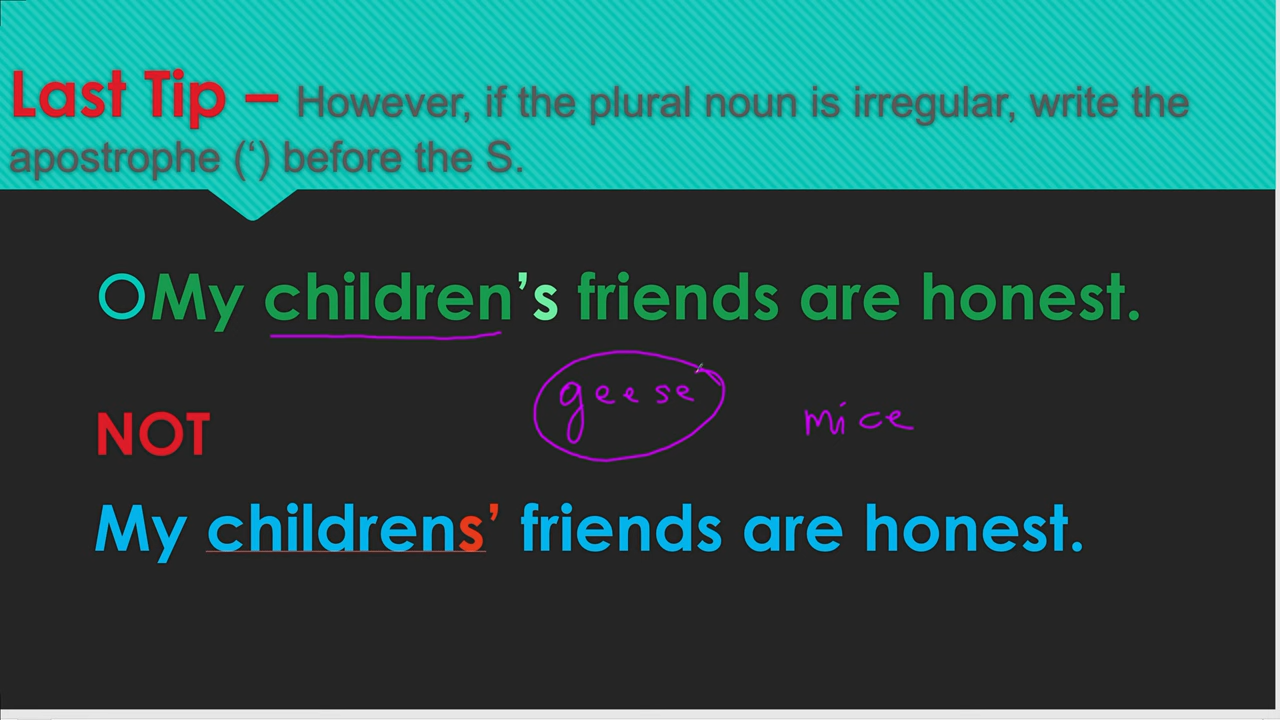 Last Tip – However, if the plural noun is irregular, write the
apostrophe (‘) before the S.
My children’s friends are honest.
geese
mice
NOT
My childrens’ friends are honest.